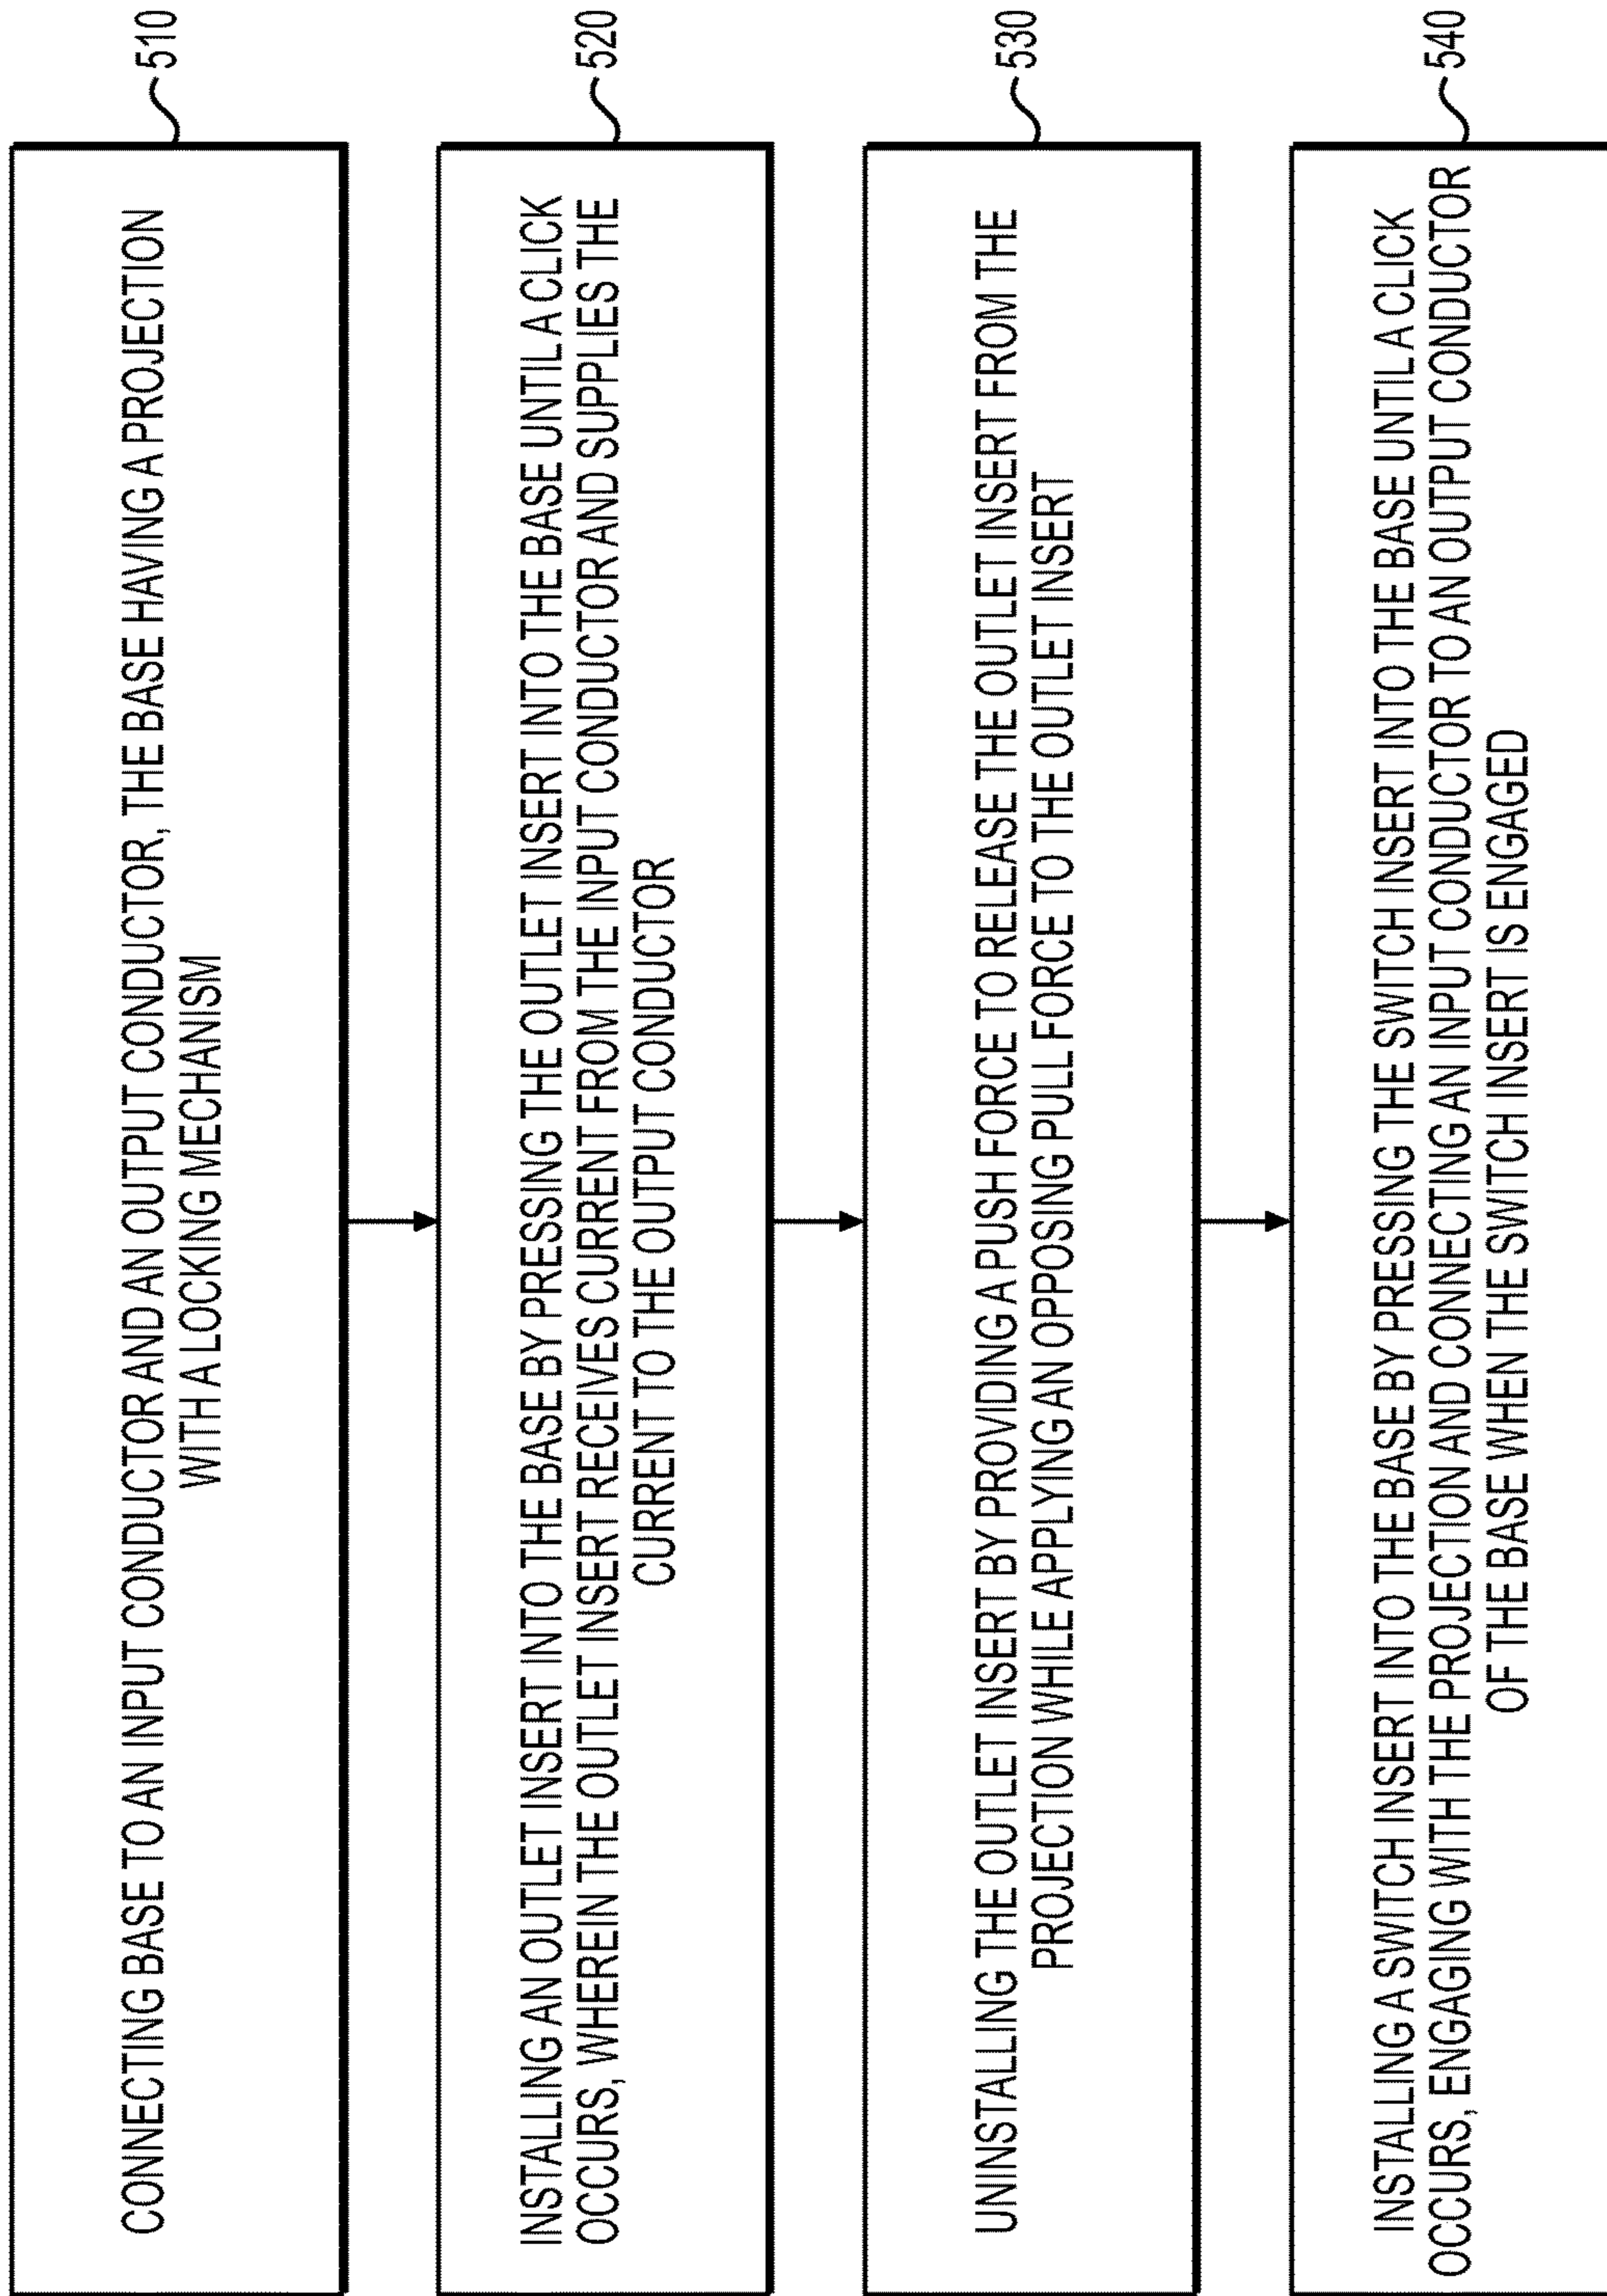 CONNECTING BASE TO AN INPUT CONDUCTOR AND AN OUTPUT CONDUCTOR, THE BASE HAVING A PROJECTION
WITH A LOCKING MECHANISM
510
INSTALLING AN OUTLET INSERT INTO THE BASE BY PRESSING THE OUTLET INSERT INTO THE BASE UNTIL A CLICK
OCCURS, WHEREIN THE OUTLET INSERT RECEIVES CURRENT FROM THE INPUT CONDUCTOR AND SUPPLIES THE
CURRENT TO THE OUTPUT CONDUCTOR
520
UNINSTALLING THE OUTLET INSERT BY PROVIDING A PUSH FORCE TO RELEASE THE OUTLET INSERT FROM THE
PROJECTION WHILE APPLYING AN OPPOSING PULL FORCE TO THE OUTLET INSERT
530
INSTALLING A SWITCH INSERT INTO THE BASE BY PRESSING THE SWITCH INSERT INTO THE BASE UNTIL A CLICK
OCCURS, ENGAGING WITH THE PROJECTION AND CONNECTING AN INPUT CONDUCTOR TO AN OUTPUT CONDUCTOR
OF THE BASE WHEN THE SWITCH INSERT IS ENGAGED
540